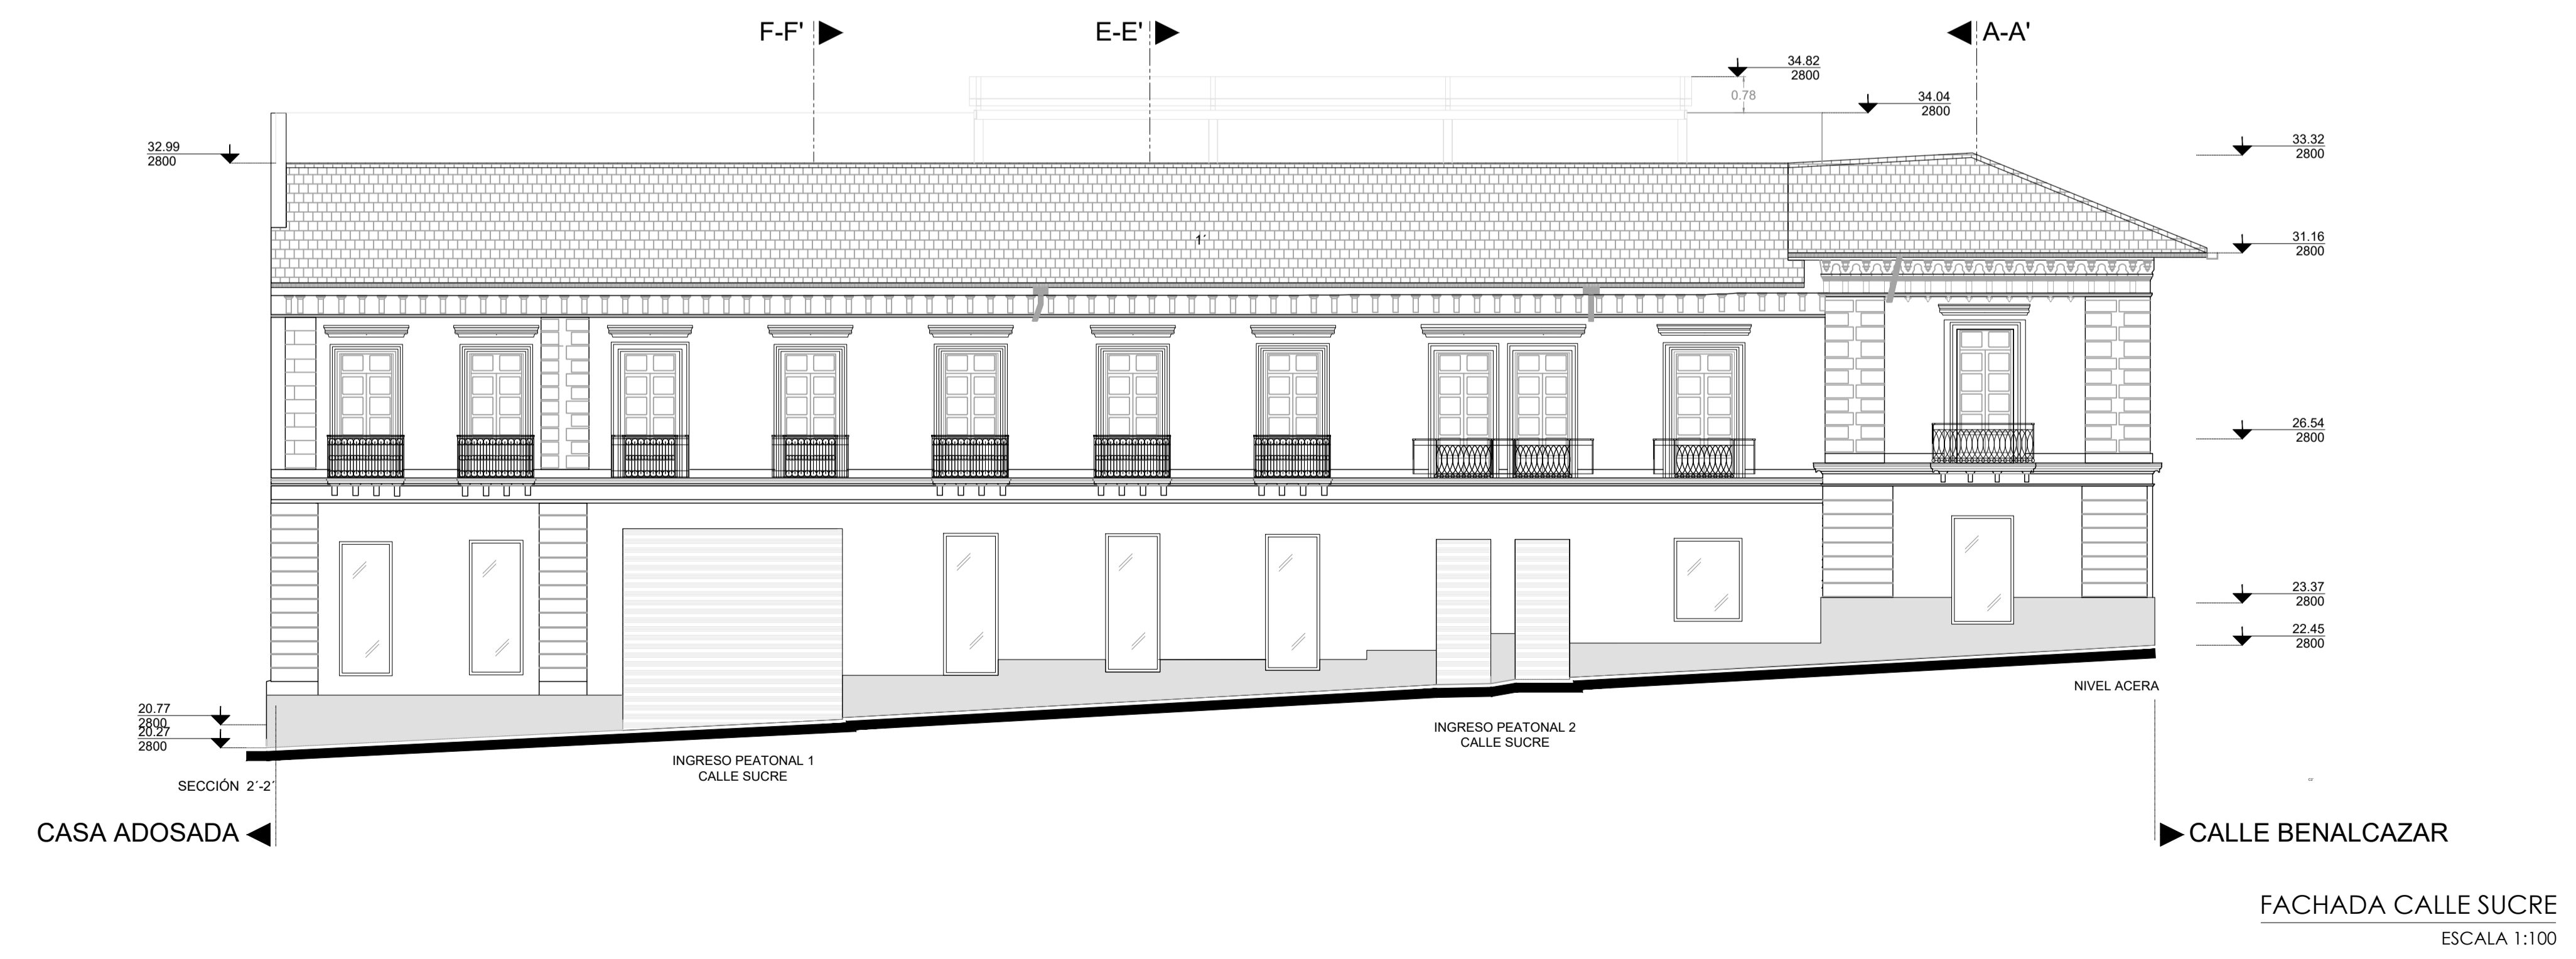 F-F'
E-E'
A-A'
34.82
2800
0.78
34.04
2800
32.99
2800
33.32
2800
31.16
2800
1´
26.54
2800
23.37
2800
22.45
2800
NIVEL ACERA
20.77
2800
20.27
2800
INGRESO PEATONAL 1
CALLE SUCRE
INGRESO PEATONAL 2
CALLE SUCRE
SECCIÓN 2´-2´
CASA ADOSADA
CALLE BENALCAZAR
FACHADA CALLE SUCRE
ESCALA 1:100